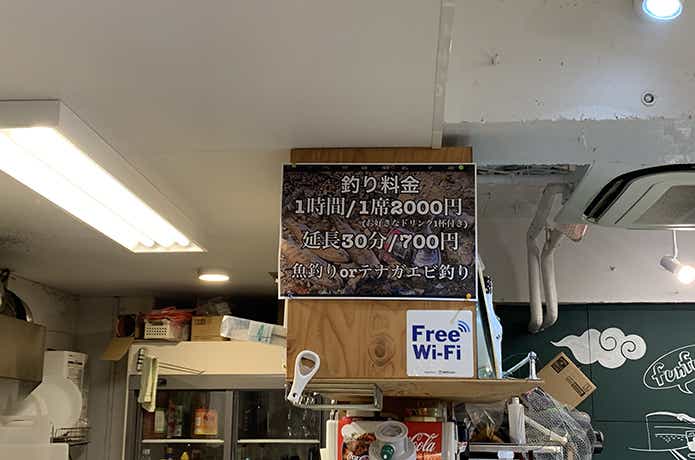 釣り料金
1時間/1席2000円
(お好きなドリンク1杯付き)
延長30分/700円
魚釣りorテナガエビ釣り
Free
Wi-Fi
Coca-Cola